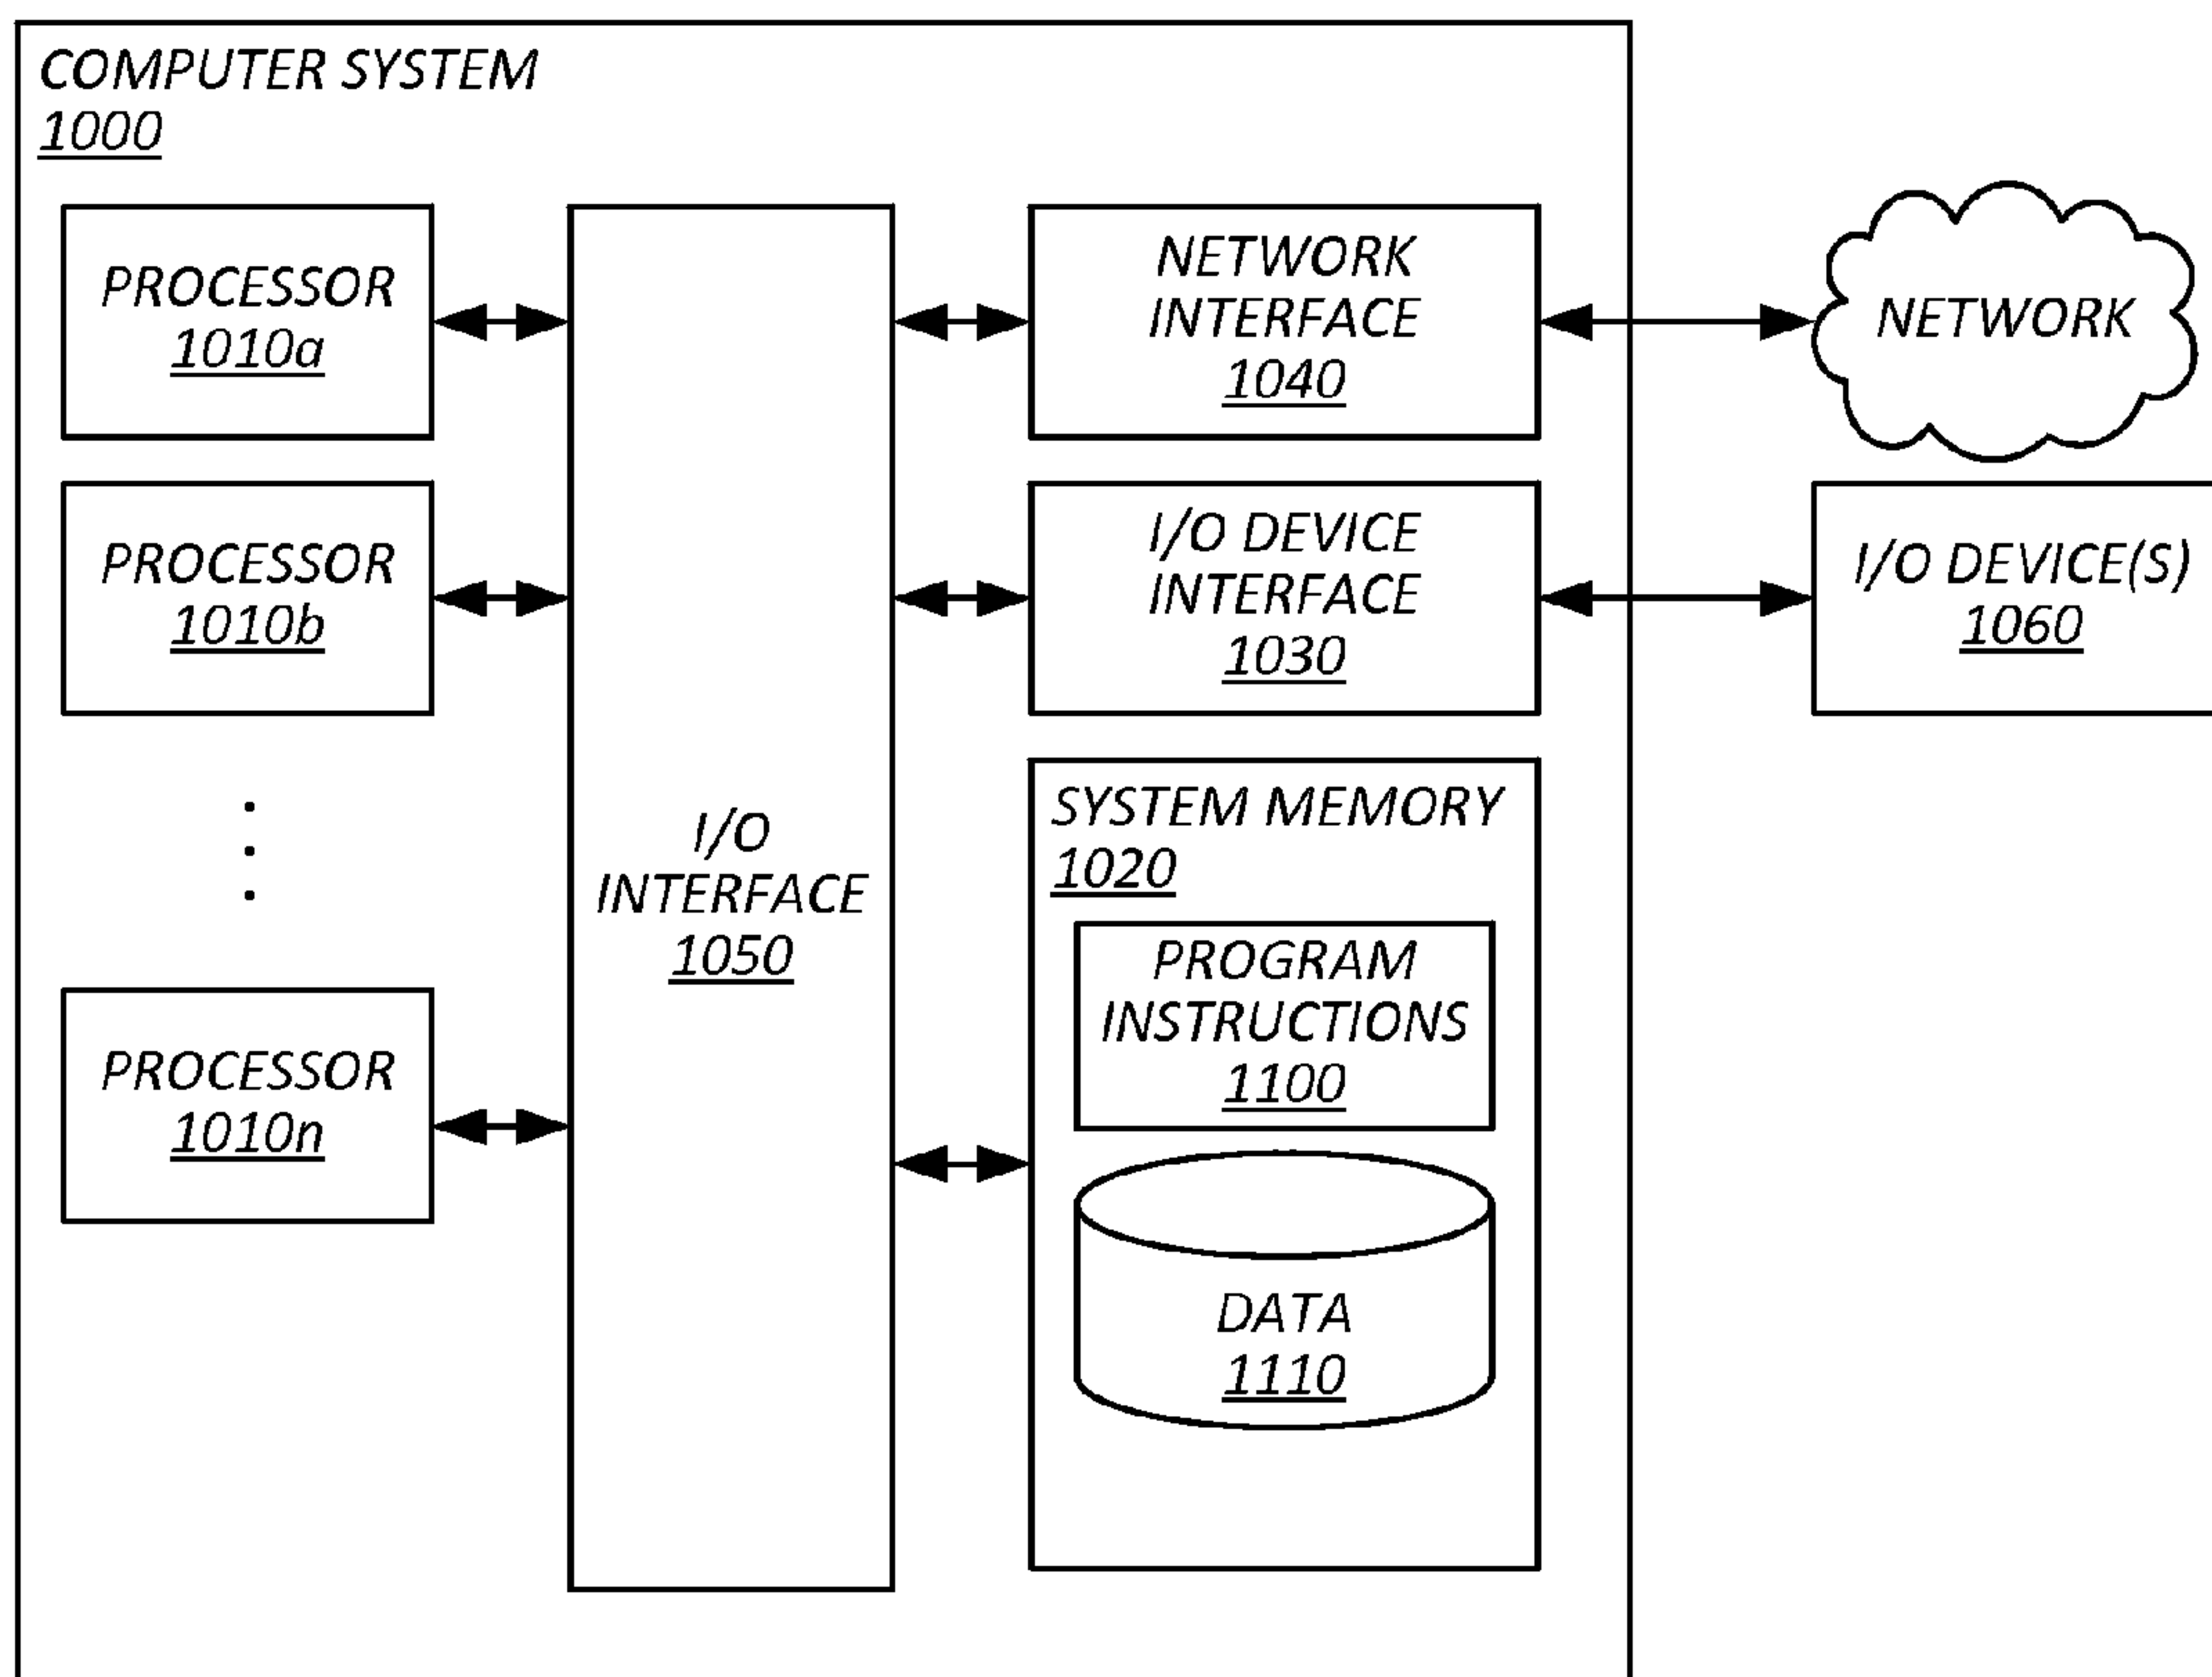 COMPUTER SYSTEM
1000
PROCESSOR
1010a
PROCESSOR
1010b
PROCESSOR
1010n
I/O
INTERFACE
1050
NETWORK
INTERFACE
1040
I/O DEVICE
INTERFACE
1030
SYSTEM MEMORY
1020
PROGRAM
INSTRUCTIONS
1100
DATA
1110
NETWORK
I/O DEVICE(S)
1060